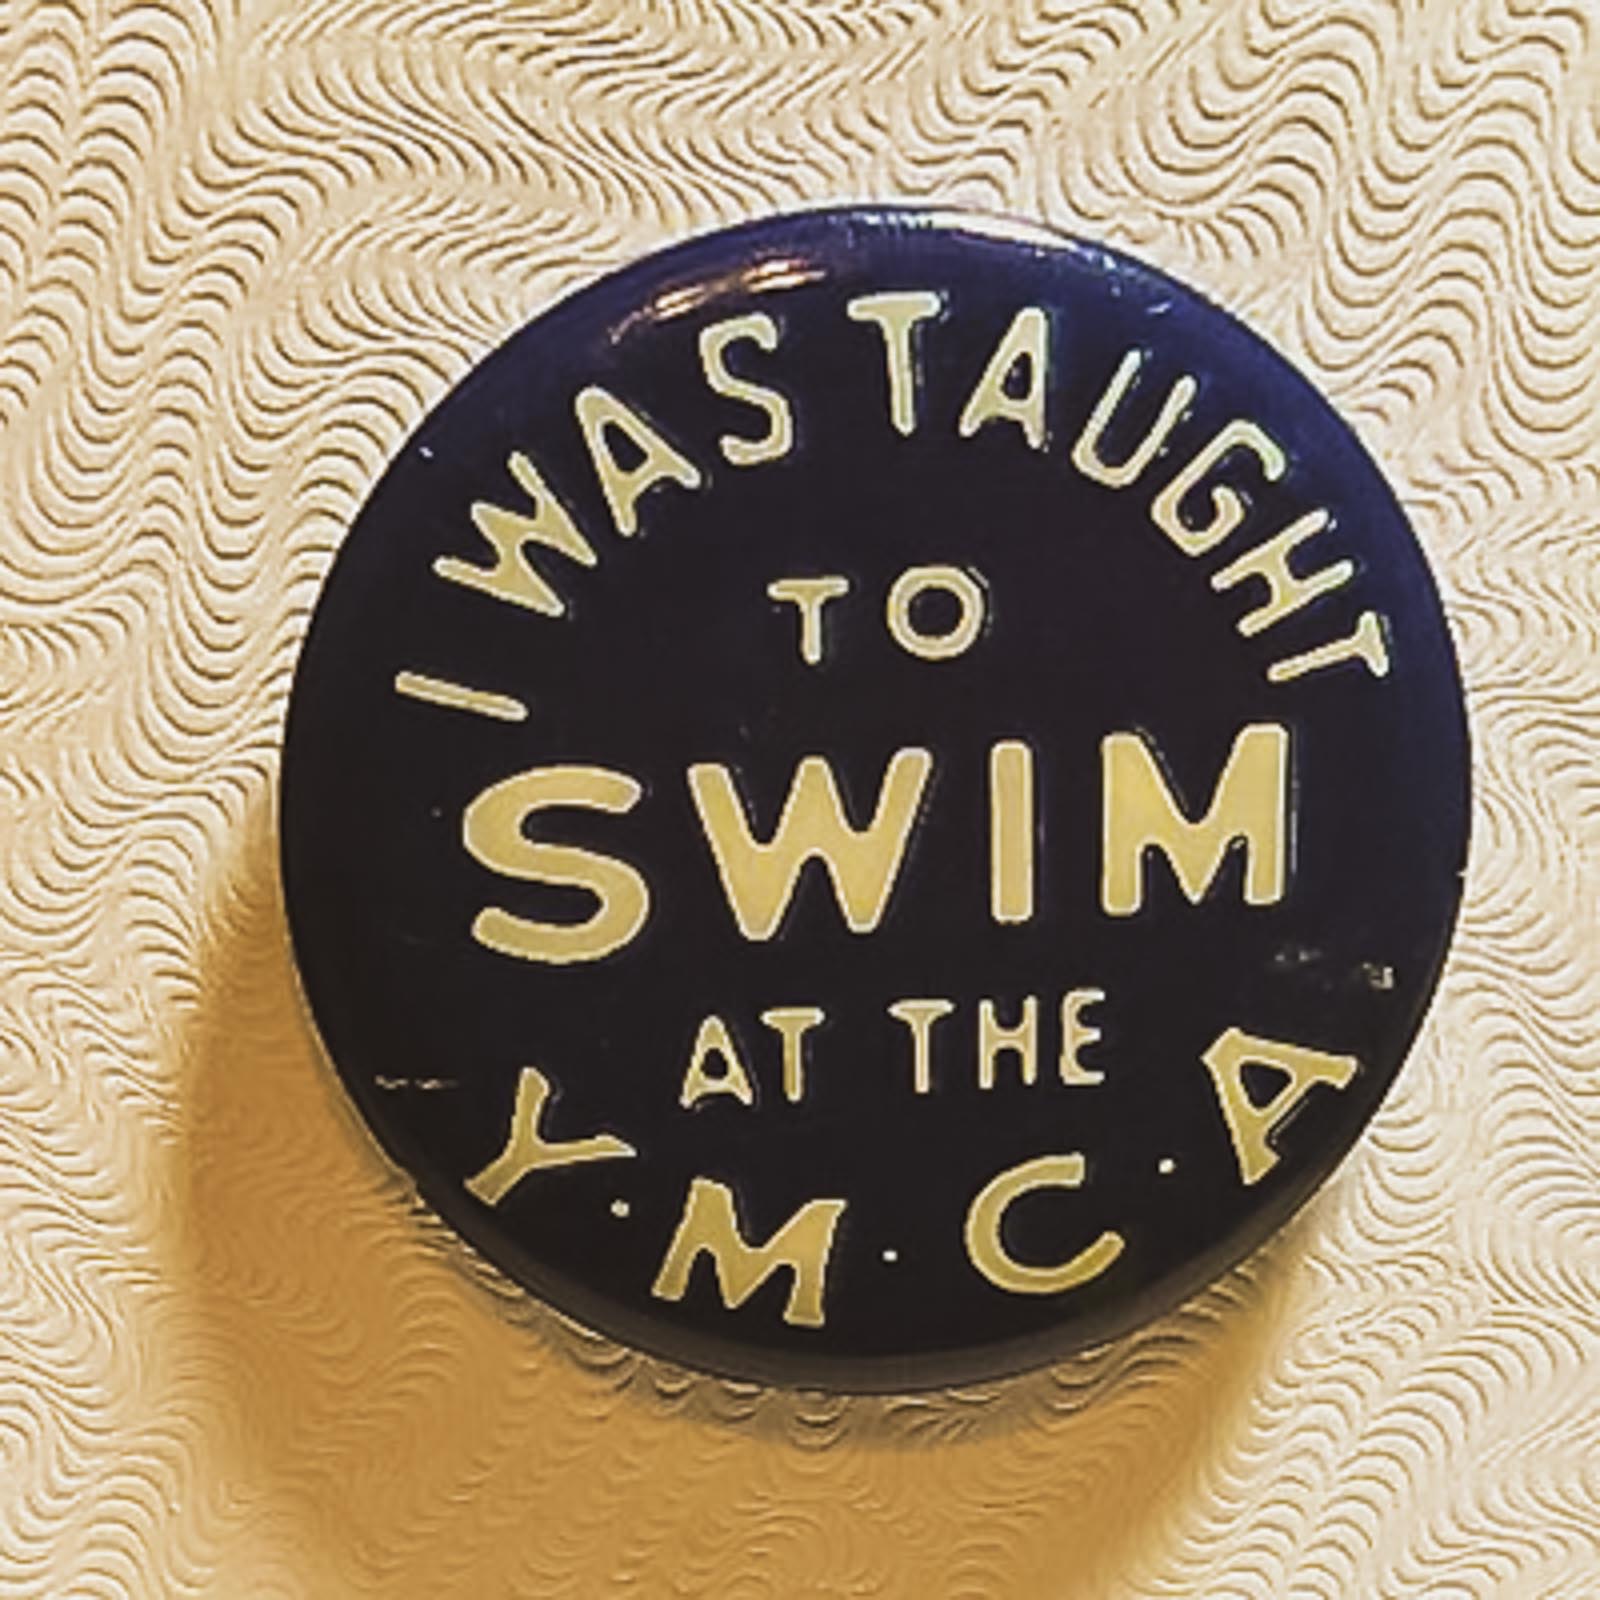 I WAS TAUGHT
TO
SWIM
AT THE
Y·M·C·A